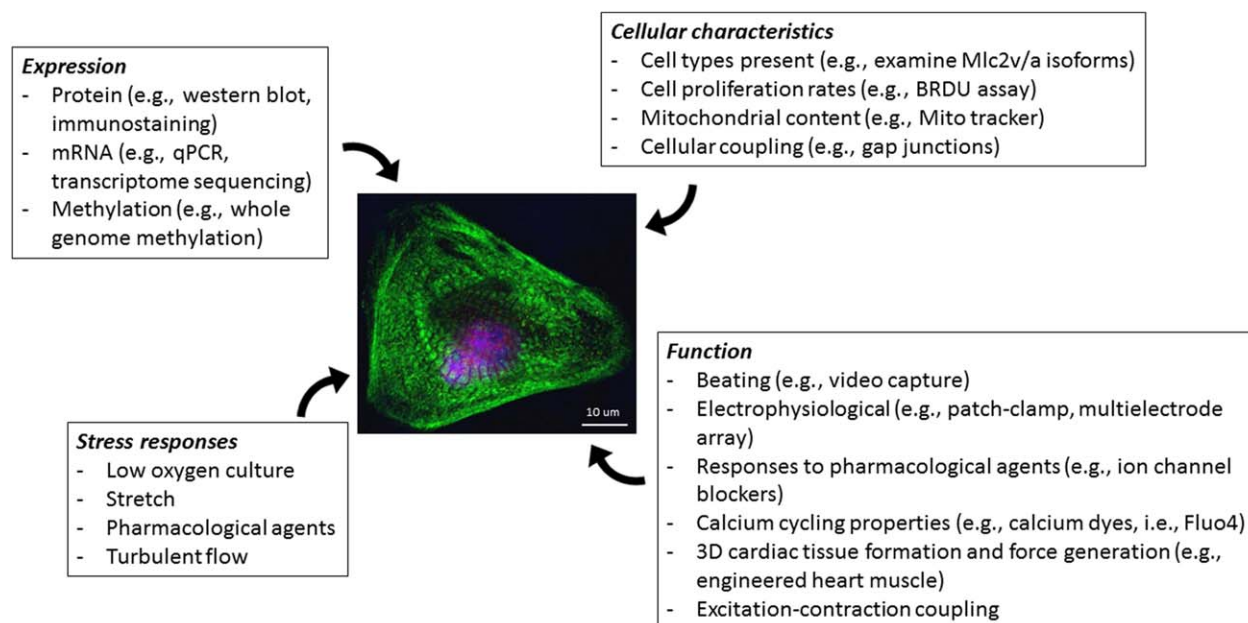 Expression
- Protein (e.g., western blot,
immunostaining)
- mRNA (e.g., qPCR,
transcriptome sequencing)
- Methylation (e.g., whole
genome methylation)
Cellular characteristics
- Cell types present (e.g., examine Mlc2v/a isoforms)
- Cell proliferation rates (e.g., BRDU assay)
- Mitochondrial content (e.g., Mito tracker)
- Cellular coupling (e.g., gap junctions)
10 um
Stress responses
- Low oxygen culture
- Stretch
- Pharmacological agents
- Turbulent flow
Function
- Beating (e.g., video capture)
- Electrophysiological (e.g., patch-clamp, multielectrode
array)
- Responses to pharmacological agents (e.g., ion channel
blockers)
- Calcium cycling properties (e.g., calcium dyes, i.e., Fluo4)
- 3D cardiac tissue formation and force generation (e.g.,
engineered heart muscle)
- Excitation-contraction coupling